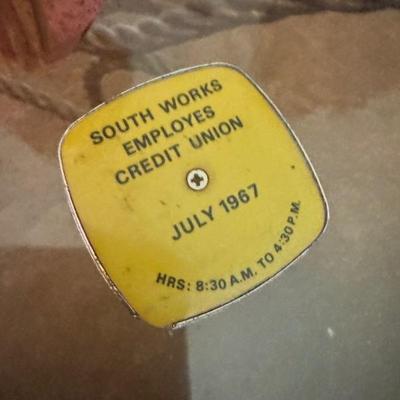 SOUTH WORKS
EMPLOYES
CREDIT UNION
JULY 1967
HRS: 8:30 A.M. TO 4:30 P.M.